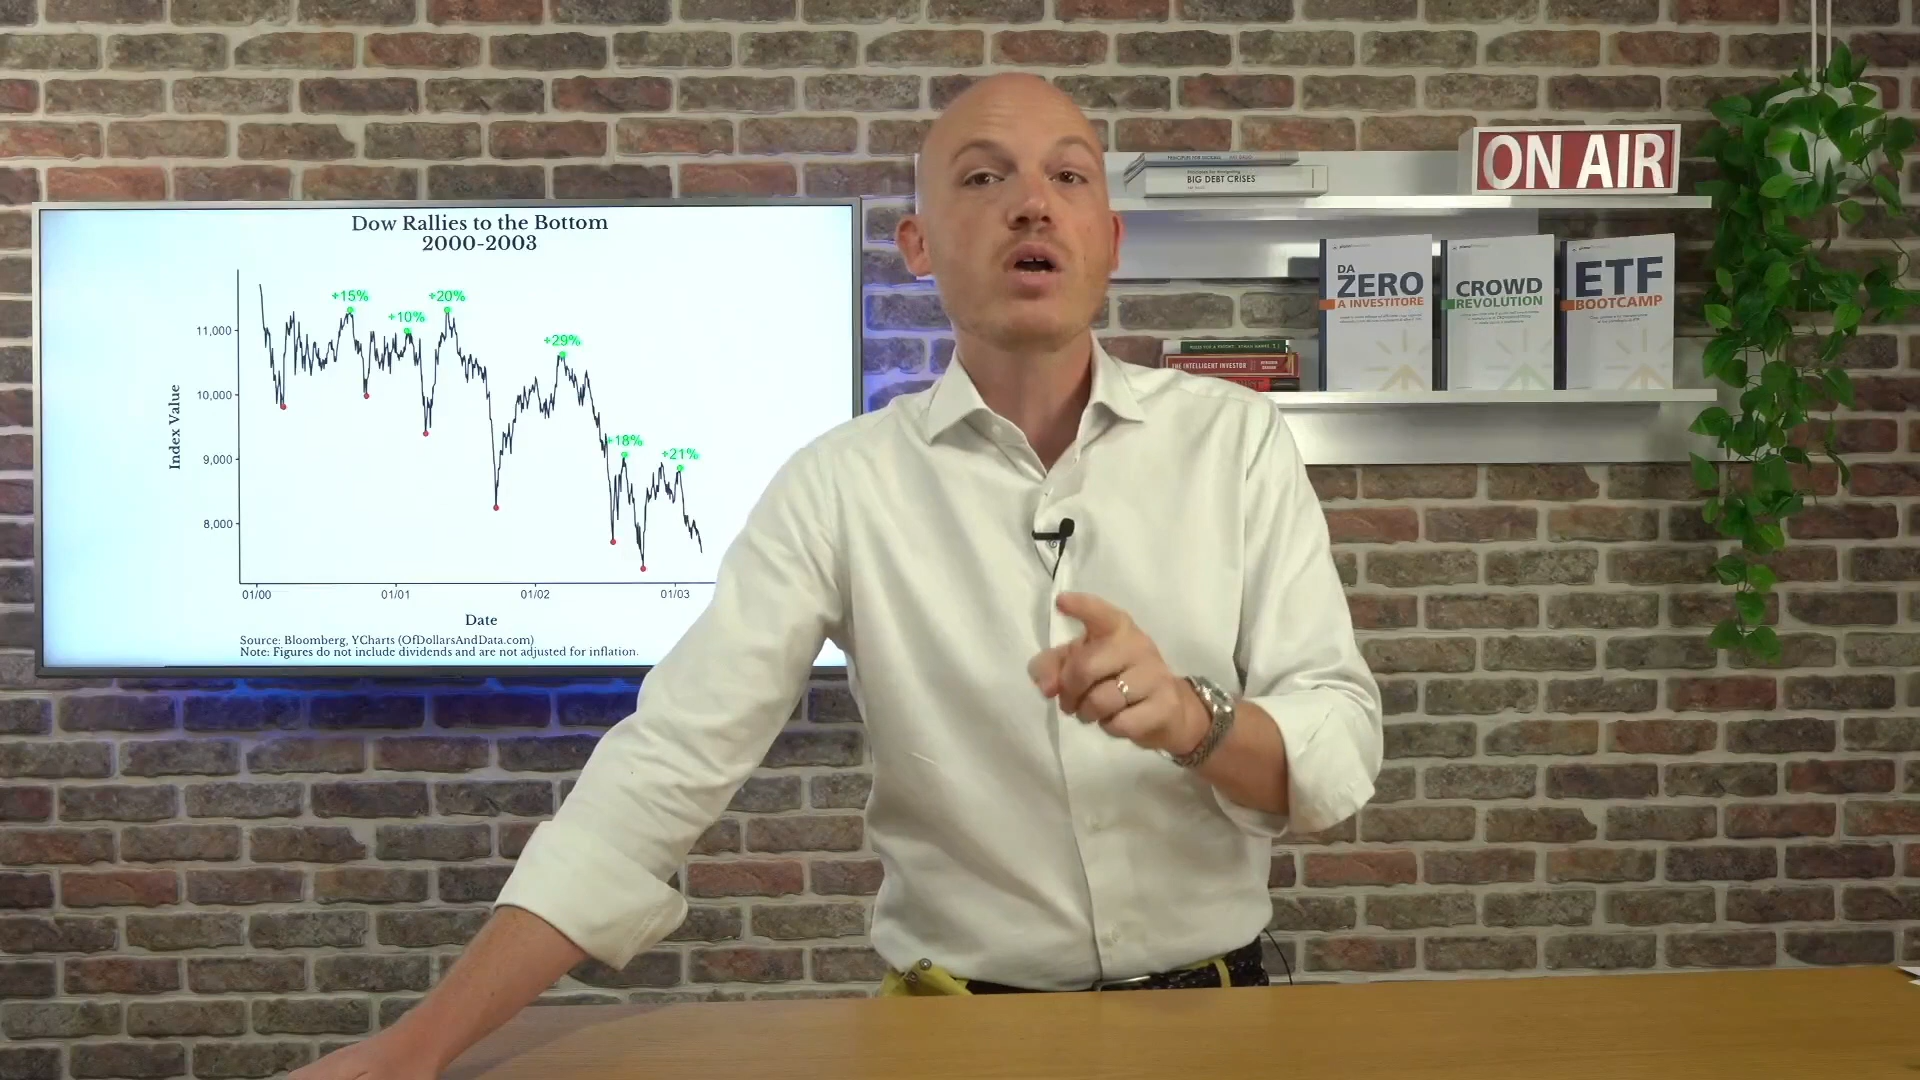 Dow Rallies to the Bottom
2000-2003
+15%
+20%
+10%
+29%
+18%
+21%
11,000
10,000
9,000
8,000
Index Value
01/00
01/01
01/02
01/03
Date
Source: Bloomberg, YCharts (OfDollarsAndData.com)
Note: Figures do not include dividends and are not adjusted for inflation.
BIG DEBT CRISES
ON AIR
DA
ZERO
A INVESTITORE
CROWD
REVOLUTION
ETF
BOOTCAMP
THE INTELLIGENT INVESTOR